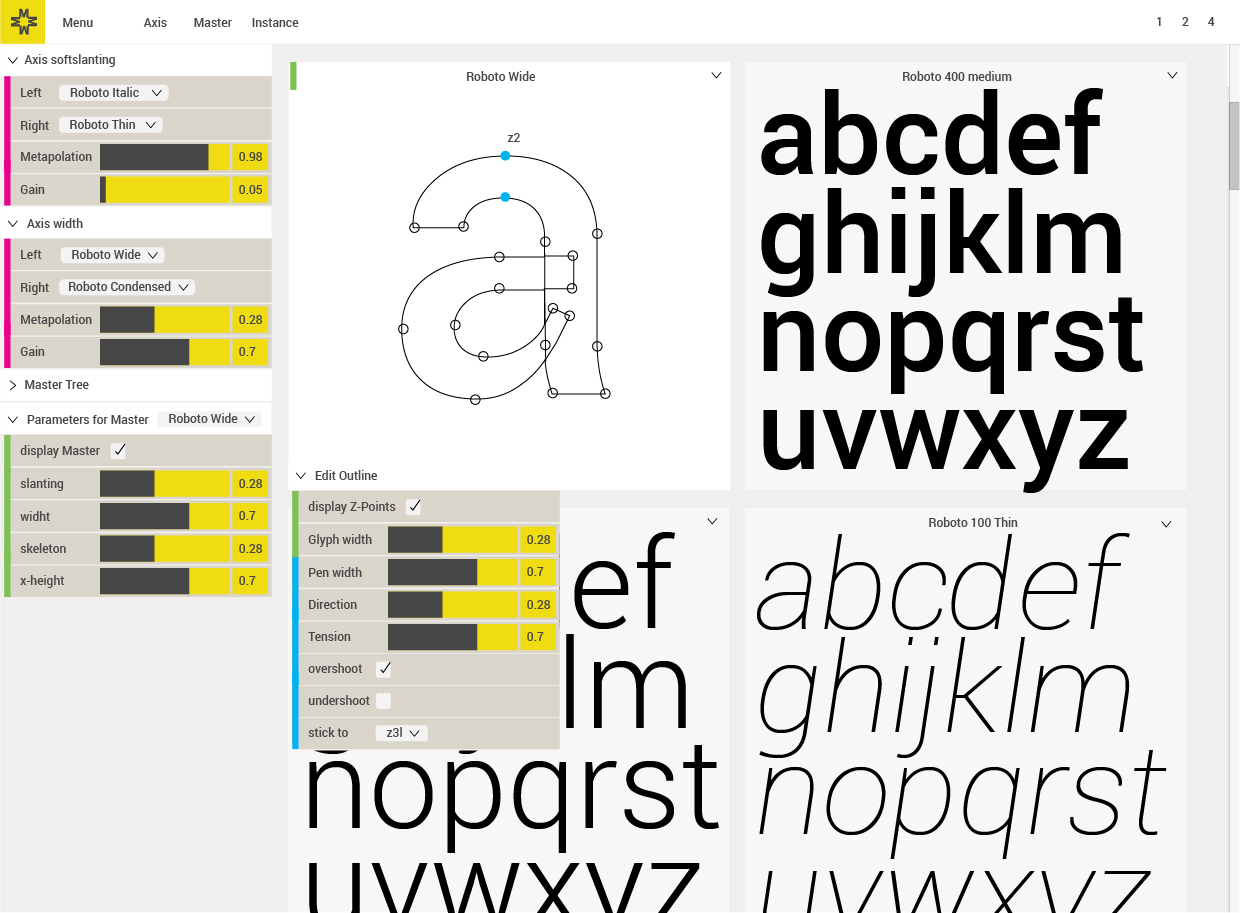 Menu Axis Master Instance 1 2 4
Axis softslanting
Left Roboto Italic
Right Roboto Thin
Metapolation 0.98
Gain 0.05
Axis width
Left Roboto Wide
Right Roboto Condensed
Metapolation 0.28
Gain 0.7
Master Tree
Parameters for Master Roboto Wide
display Master
slanting 0.28
widht 0.7
skeleton 0.28
x-height 0.7
Roboto Wide
z2
Edit Outline
display Z-Points
Glyph width 0.28
Pen width 0.7
Direction 0.28
Tension 0.7
overshoot
undershoot
stick to z3l
Roboto 400 medium
abcdef
ghijklm
nopqrst
uvwxyz
ef
lm
nopqrst
uvwxyz
Roboto 100 Thin
abcdef
ghijklm
nopqrst
uvwxyz